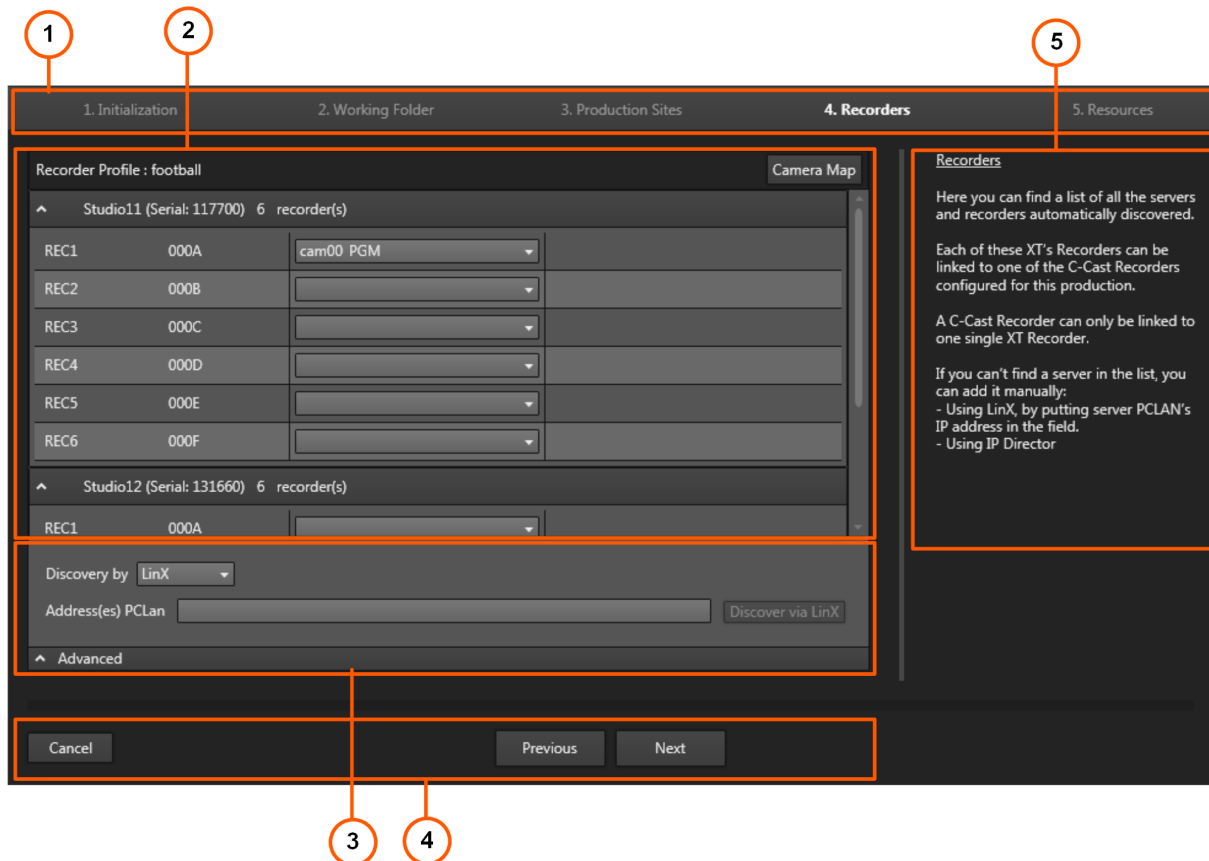 1
2
5
1. Initialization 2. Working Folder 3. Production Sites 4. Recorders 5. Resources
Recorder Profile : football Camera Map
Studio11 (Serial: 117700) 6 recorder(s)
REC1 000A cam00 PGM
REC2 000B
REC3 000C
REC4 000D
REC5 000E
REC6 000F
Studio12 (Serial: 131660) 6 recorder(s)
REC1 000A
Discovery by LinX
Address(es) PCLan Discover via LinX
Advanced
Cancel Previous Next
Recorders
Here you can find a list of all the servers
and recorders automatically discovered.
Each of these XT's Recorders can be
linked to one of the C-Cast Recorders
configured for this production.
A C-Cast Recorder can only be linked to
one single XT Recorder.
If you can't find a server in the list, you
can add it manually:
- Using LinX, by putting server PCLAN's
IP address in the field.
- Using IP Director
3
4